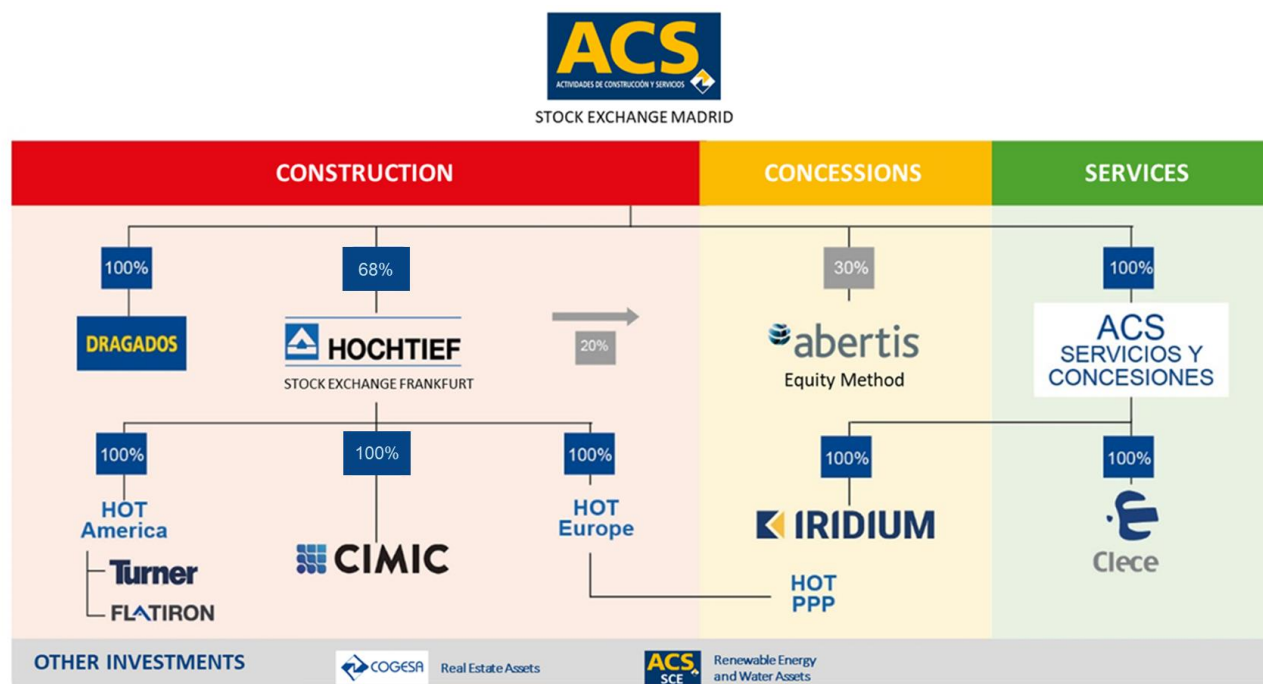 ACS
ACTIVIDADES DE CONSTRUCCIÓN Y SERVICIOS
STOCK EXCHANGE MADRID
CONSTRUCTION
CONCESSIONS
SERVICES
100%
68%
30%
100%
DRAGADOS
HOCHTIEF
STOCK EXCHANGE FRANKFURT
20%
abertis
Equity Method
ACS
SERVICIOS Y
CONCESIONES
100%
100%
100%
100%
100%
HOT
America
Turner
FLATIRON
CIMIC
HOT
Europe
IRIDIUM
HOT
PPP
Clece
OTHER INVESTMENTS
COGESA
Real Estate Assets
ACS
SCE
Renewable Energy
and Water Assets